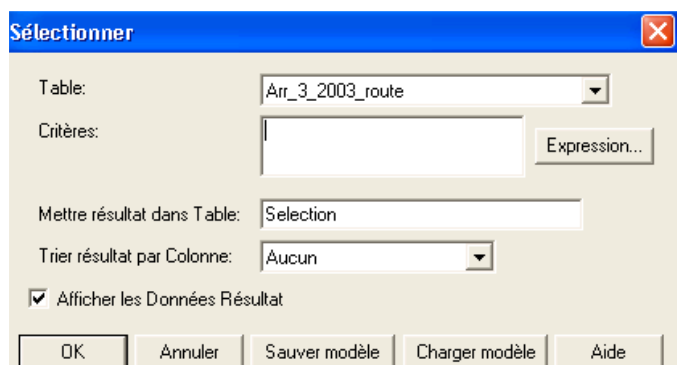 Sélectionner
Table: Arr_3_2003_route
Critères: Expression...
Mettre résultat dans Table: Selection
Trier résultat par Colonne: Aucun
Afficher les Données Résultat
OK Annuler Sauver modèle Charger modèle Aide